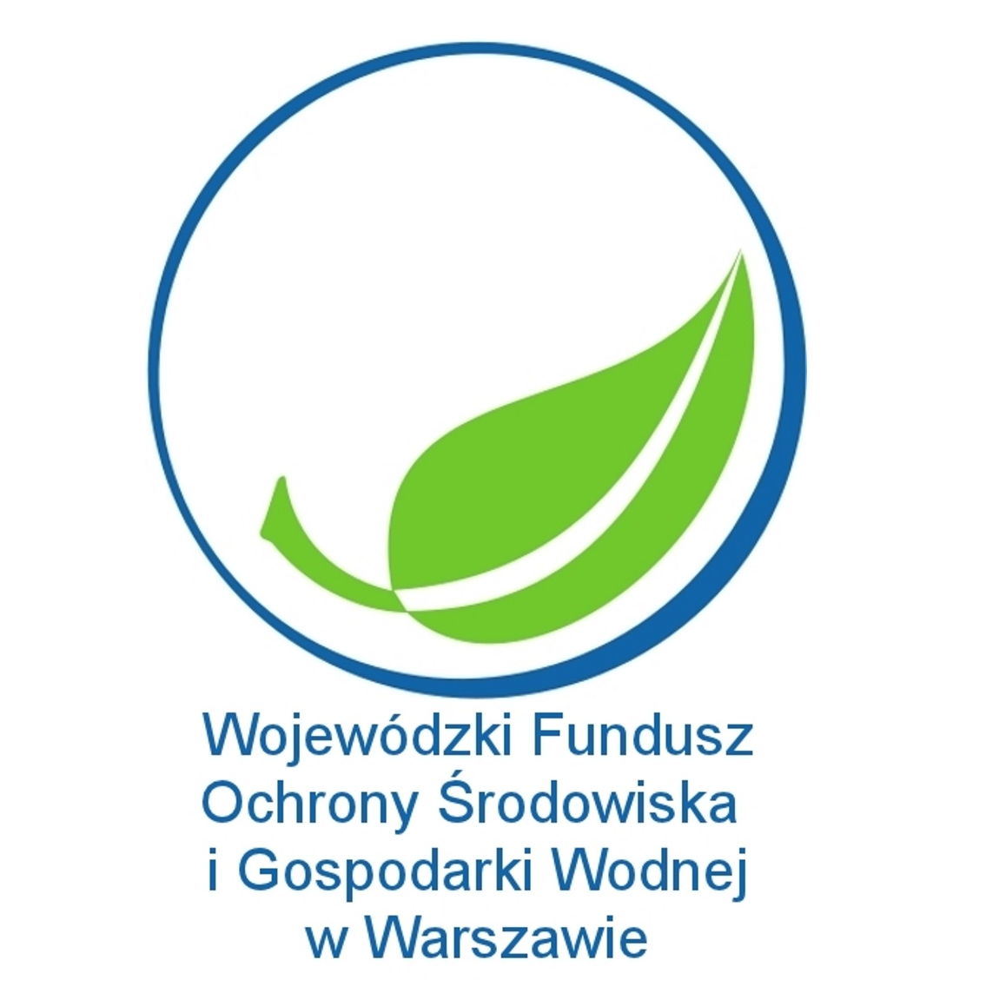 Wojewódzki Fundusz
Ochrony Środowiska
i Gospodarki Wodnej
w Warszawie